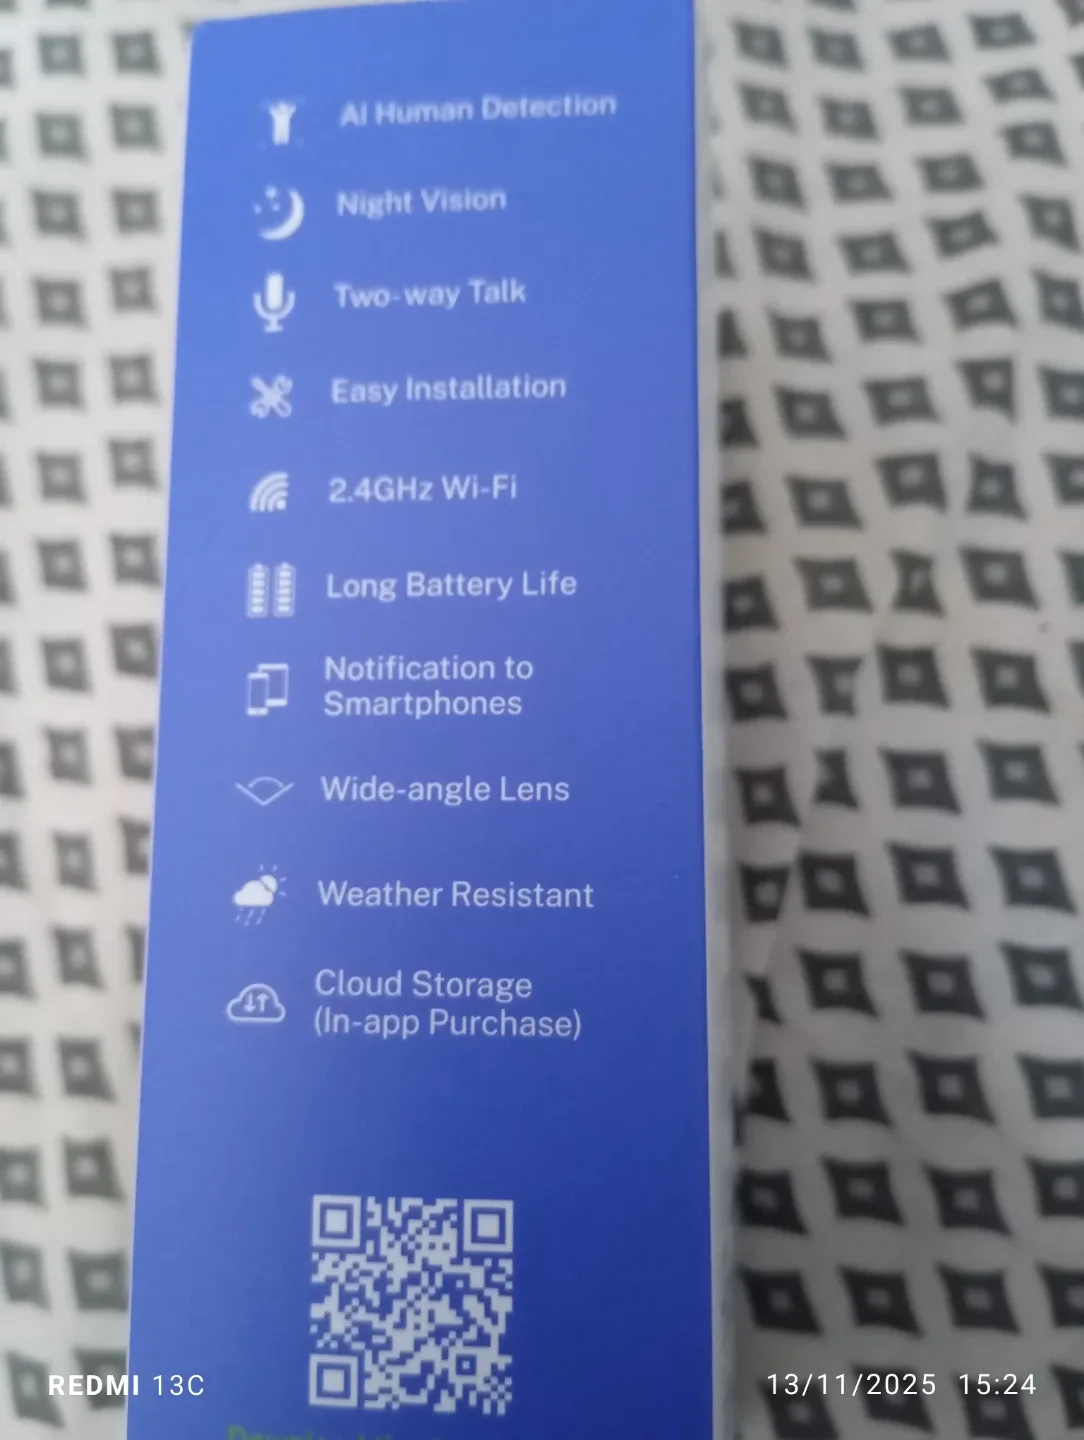 AI Human Detection
Night Vision
Two-way Talk
Easy Installation
2.4GHz Wi-Fi
Long Battery Life
Notification to
Smartphones
Wide-angle Lens
Weather Resistant
Cloud Storage
(In-app Purchase)
REDMI 13C
13/11/2025 15:24